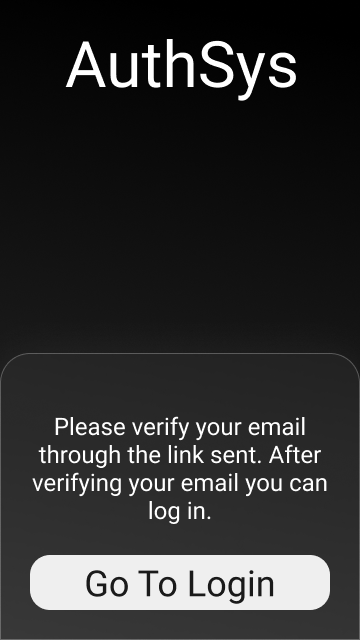 AuthSys
Please verify your email
through the link sent. After
verifying your email you can
log in.
Go To Login